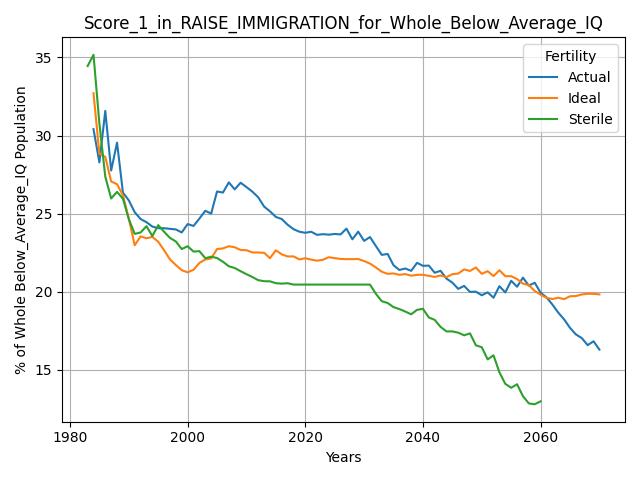 Score_1_in_RAISE_IMMIGRATION_for_Whole_Below_Average_IQ
% of Whole Below_Average_IQ Population
35
30
25
20
15
Fertility
Actual
Ideal
Sterile
1980 2000 2020 2040 2060
Years